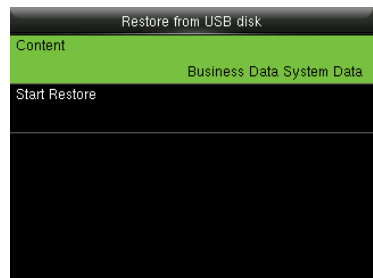 Restore from USB disk
Content
Business Data System Data
Start Restore